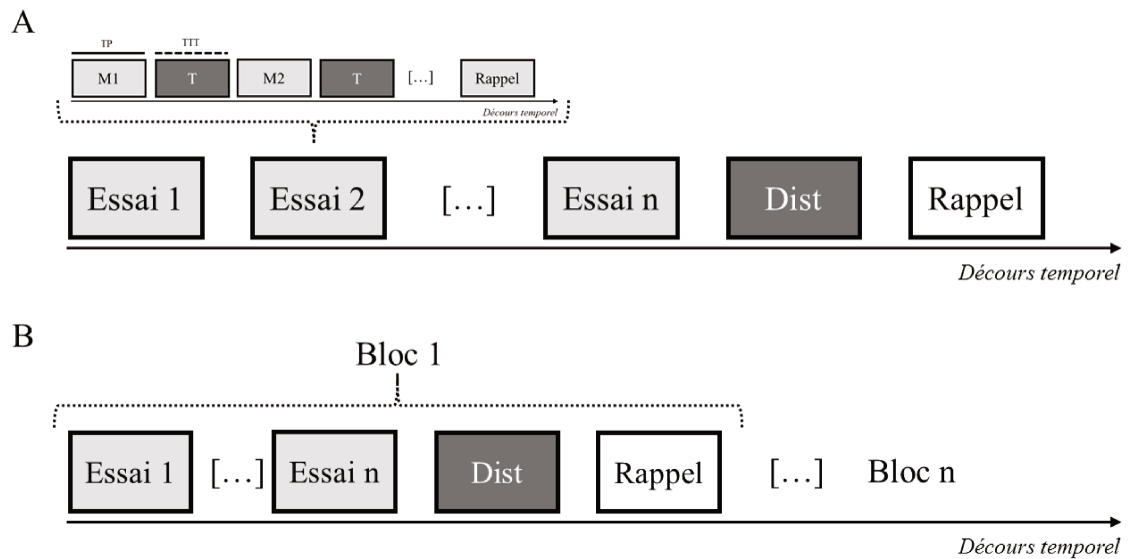 A
TP TTT
M1 T M2 T […] Rappel
Décours temporel
Essai 1 Essai 2 […] Essai n Dist Rappel
Décours temporel
B
Bloc 1
Essai 1 […] Essai n Dist Rappel […] Bloc n
Décours temporel